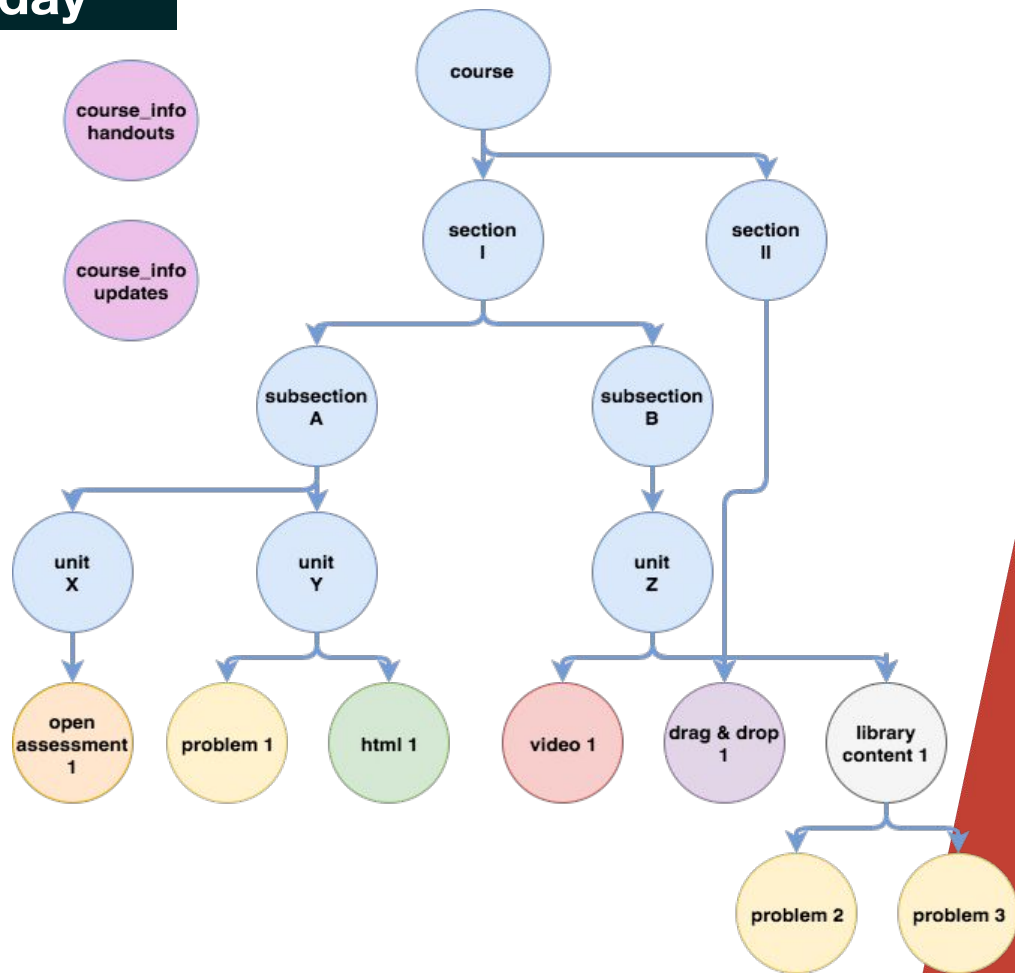 day
course
course_info
handouts
section
I
section
II
course_info
updates
subsection
A
subsection
B
unit
X
unit
Y
unit
Z
open
assessment
1
problem 1
html 1
video 1
drag & drop
1
library
content 1
problem 2
problem 3